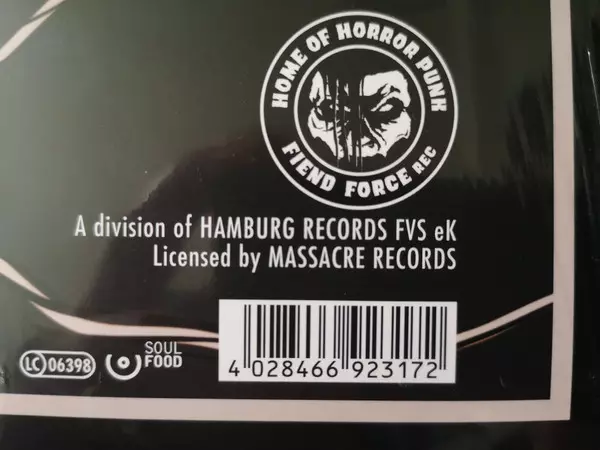 HOME OF HORROR PUNK
FIEND FORCE REC
A division of HAMBURG RECORDS FVS eK
Licensed by MASSACRE RECORDS
LC 06398
SOUL
FOOD
4 028466 923172